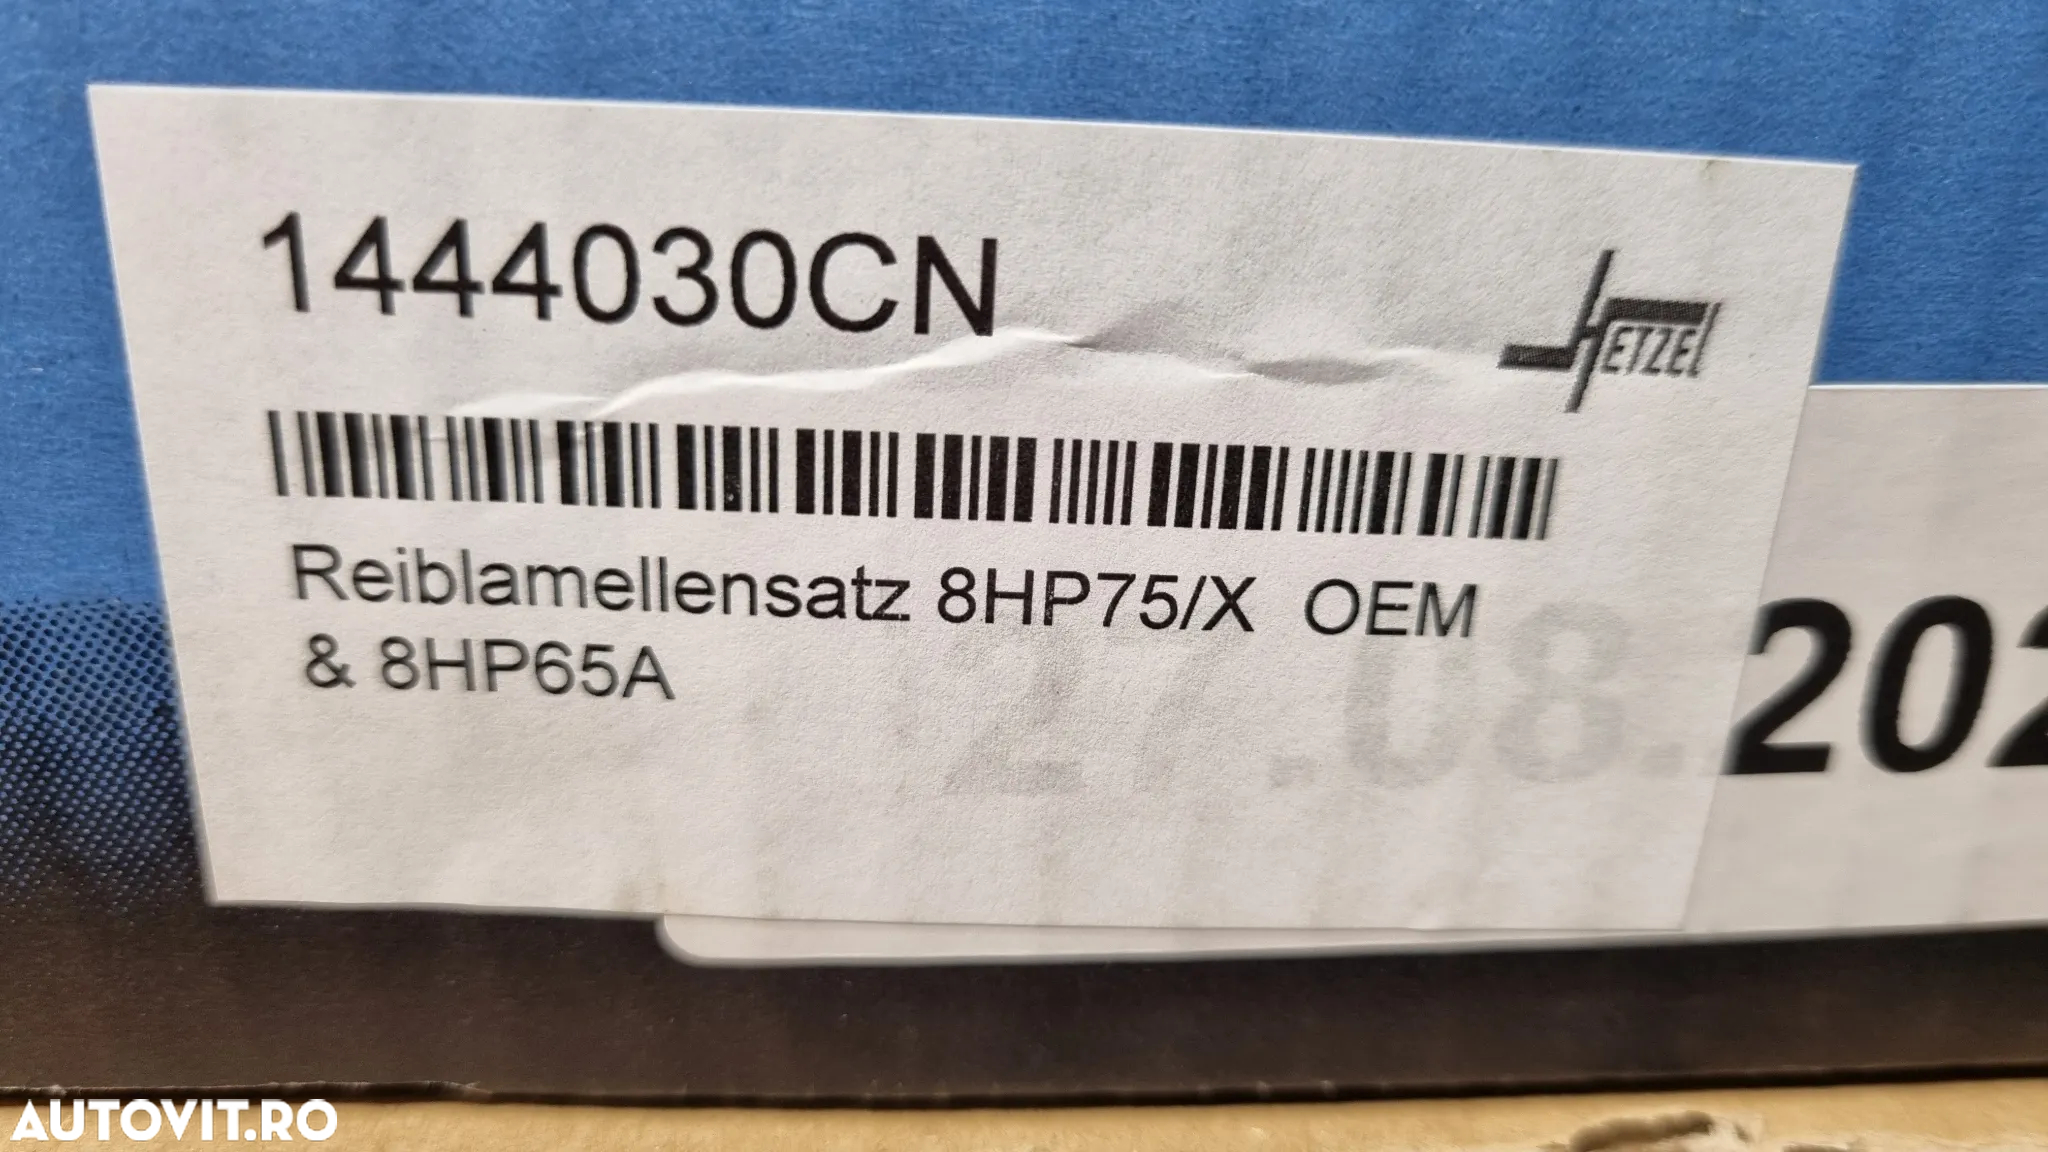 1444030CN
HETZEL
Reiblamellensatz 8HP75/X OEM
& 8HP65A
27.08.202
AUTOVIT.RO